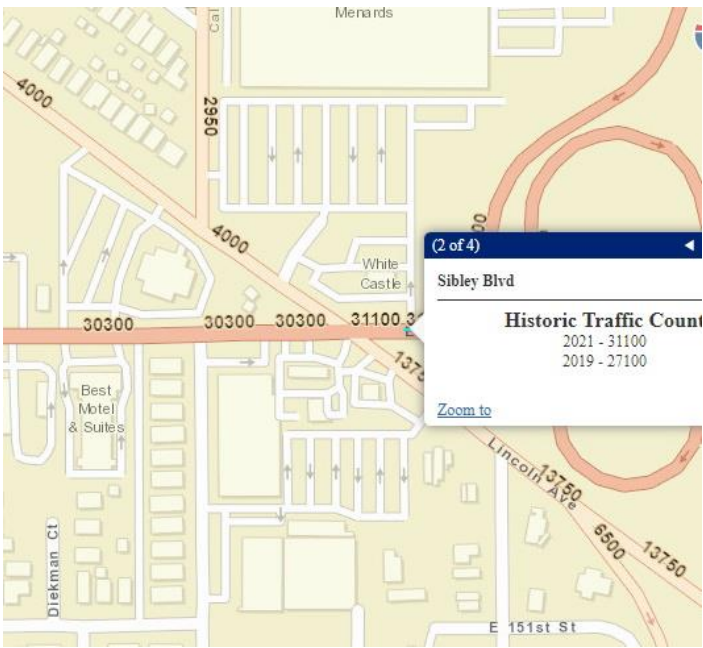 Menards
Cal
4000
2950
4000
White
Castle
30300
30300
30300
31100
(2 of 4)
Sibley Blvd
Historic Traffic Count
2021 - 31100
2019 - 27100
Zoom to
Best
Motel
& Suites
Lincoln Ave
13750
6500
13750
Diekman Ct
E 151st St